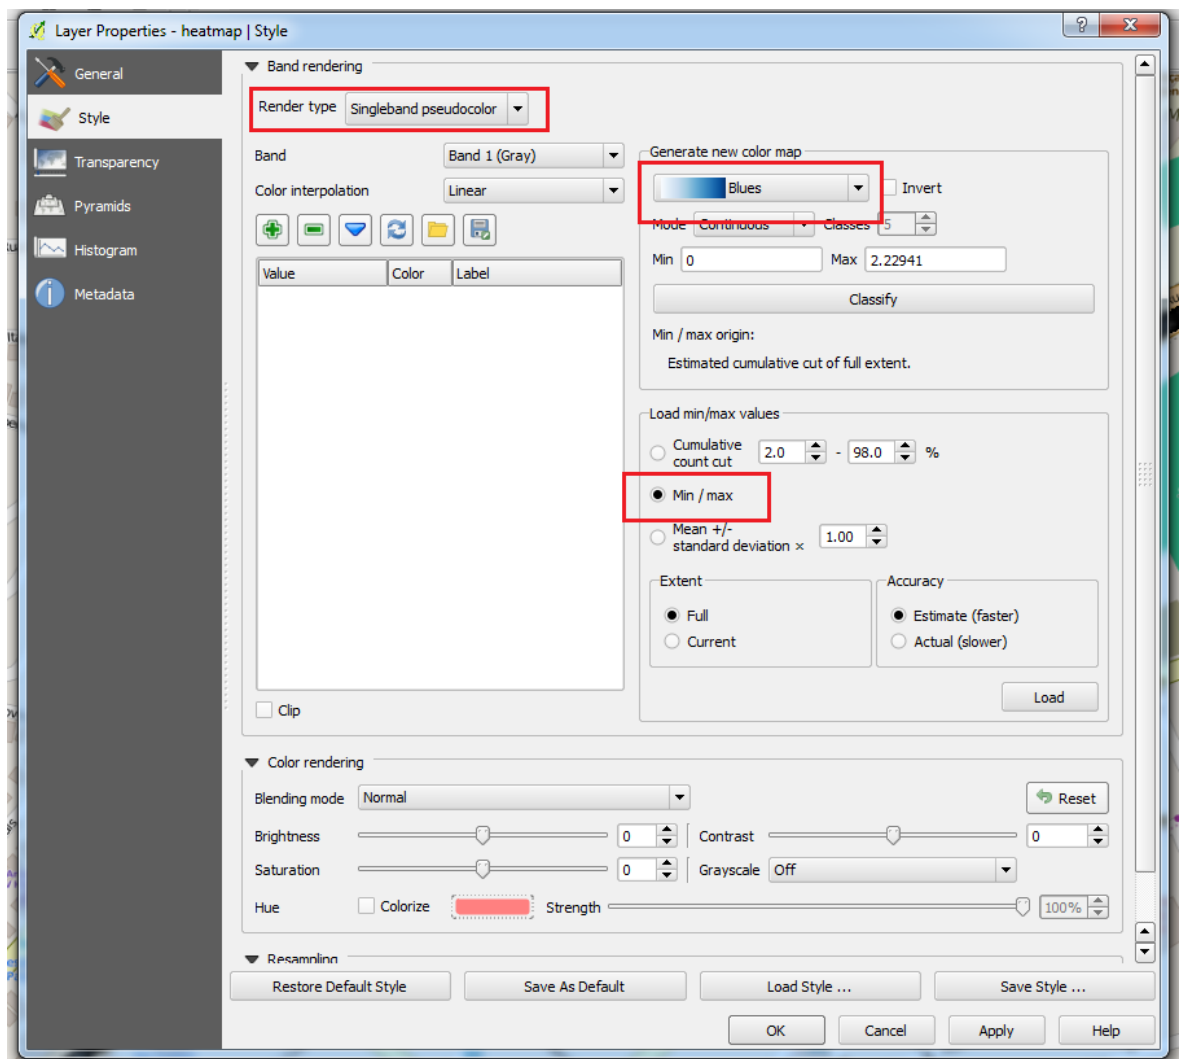 Layer Properties - heatmap | Style
General
Style
Transparency
Pyramids
Histogram
Metadata
Band rendering
Render type Singleband pseudocolor
Band Band 1 (Gray)
Color interpolation Linear
Value Color Label
Clip
Generate new color map
Blues Invert
Mode Continuous Classes 5
Min 0 Max 2.22941
Classify
Min / max origin:
Estimated cumulative cut of full extent.
Load min/max values
Cumulative
count cut 2.0 - 98.0 %
Min / max
Mean +/-
standard deviation × 1.00
Extent
Full
Current
Accuracy
Estimate (faster)
Actual (slower)
Load
Color rendering
Blending mode Normal Reset
Brightness 0 Contrast 0
Saturation 0 Grayscale Off
Hue Colorize Strength 100%
Resampling
Restore Default Style Save As Default Load Style ... Save Style ...
OK Cancel Apply Help